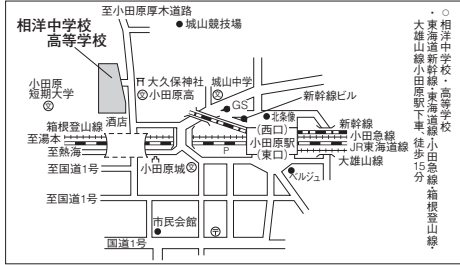 ○相洋中学校・高等学校
・東海道新幹線・東海道線・小田急線・箱根登山線・
大雄山線小田原駅下車、徒歩15分
至小田原厚木道路
相洋中学校
高等学校
城山競技場
小田原
短期大学
文
大久保神社
文小田原高
城山中学
文
GS
新幹線ビル
北条像
酒店
箱根登山線
至湯本
至熱海
(西口)
小田原駅
(東口)
P
新幹線
小田急線
JR東海道線
大雄山線
至国道1号
小田原城
文
ベルジュ
至国道1号
市民会館
国道1号